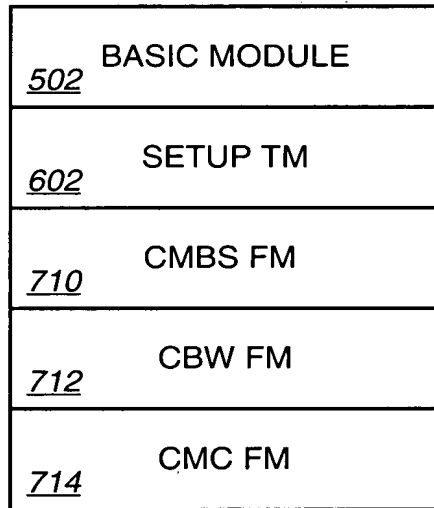 BASIC MODULE
502
SETUP TM
602
CMBS FM
710
CBW FM
712
CMC FM
714